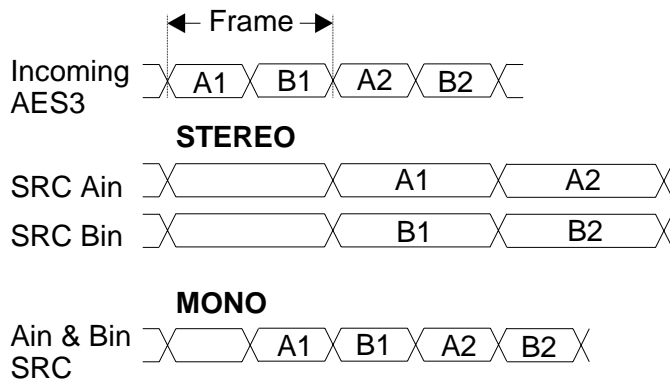 Frame
Incoming
AES3
A1 B1 A2 B2
STEREO
SRC Ain
A1 A2
SRC Bin
B1 B2
MONO
Ain & Bin
SRC
A1 B1 A2 B2